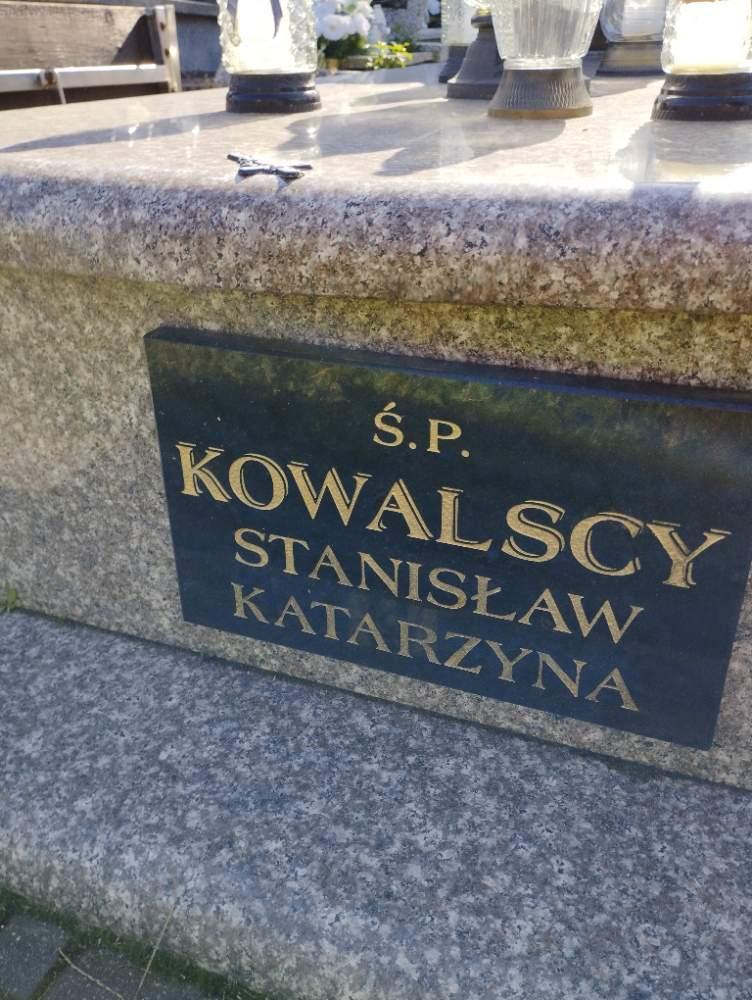 Ś.P.
KOWALSCY
STANISŁAW
KATARZYNA